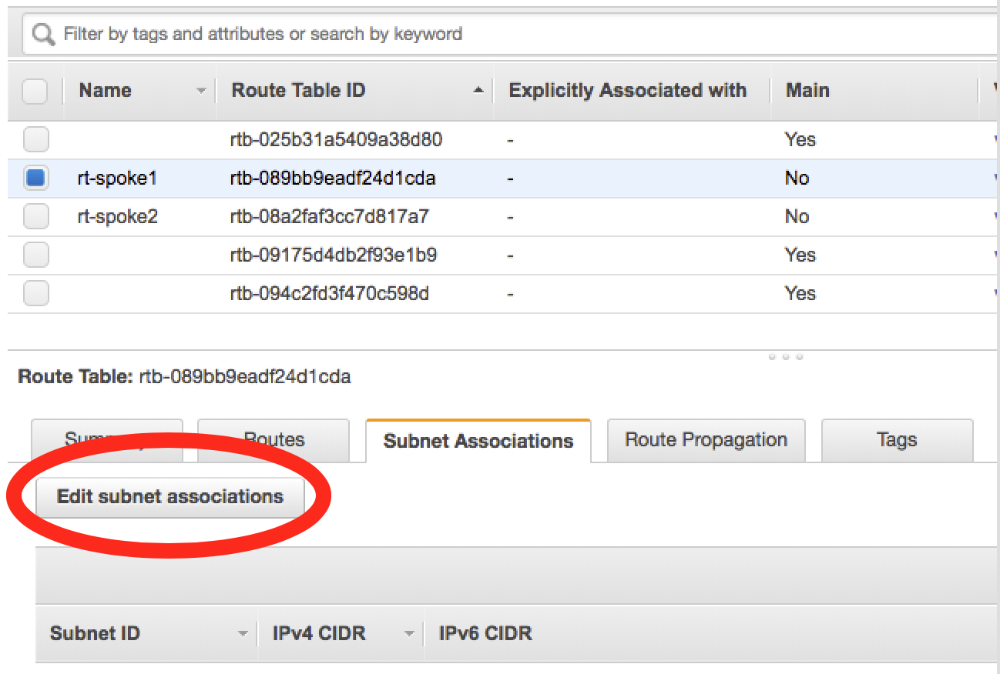 Filter by tags and attributes or search by keyword
Name Route Table ID Explicitly Associated with Main
rtb-025b31a5409a38d80 - Yes
rt-spoke1 rtb-089bb9eadf24d1cda - No
rt-spoke2 rtb-08a2faf3cc7d817a7 - No
rtb-09175d4db2f93e1b9 - Yes
rtb-094c2fd3f470c598d - Yes
Route Table: rtb-089bb9eadf24d1cda
Summary Routes Subnet Associations Route Propagation Tags
Edit subnet associations
Subnet ID IPv4 CIDR IPv6 CIDR